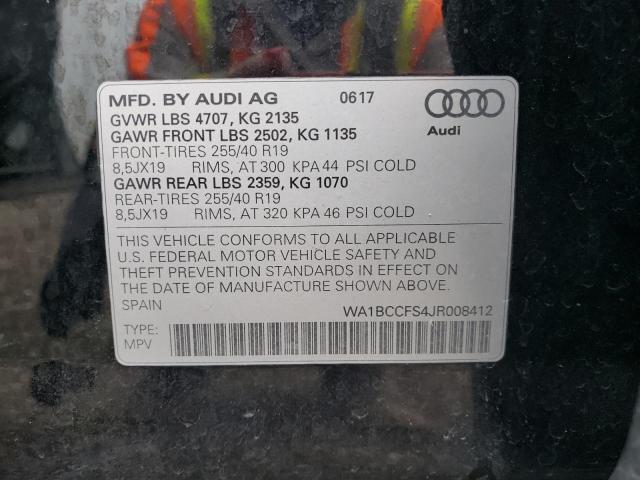 MFD. BY AUDI AG 0617
GVWR LBS 4707, KG 2135
GAWR FRONT LBS 2502, KG 1135
Audi
FRONT-TIRES 255/40 R19
8,5JX19 RIMS, AT 300 KPA 44 PSI COLD
GAWR REAR LBS 2359, KG 1070
REAR-TIRES 255/40 R19
8,5JX19 RIMS, AT 320 KPA 46 PSI COLD
THIS VEHICLE CONFORMS TO ALL APPLICABLE
U.S. FEDERAL MOTOR VEHICLE SAFETY AND
THEFT PREVENTION STANDARDS IN EFFECT ON
THE DATE OF MANUFACTURE SHOWN ABOVE.
SPAIN WA1BCCFS4JR008412
TYPE:
MPV